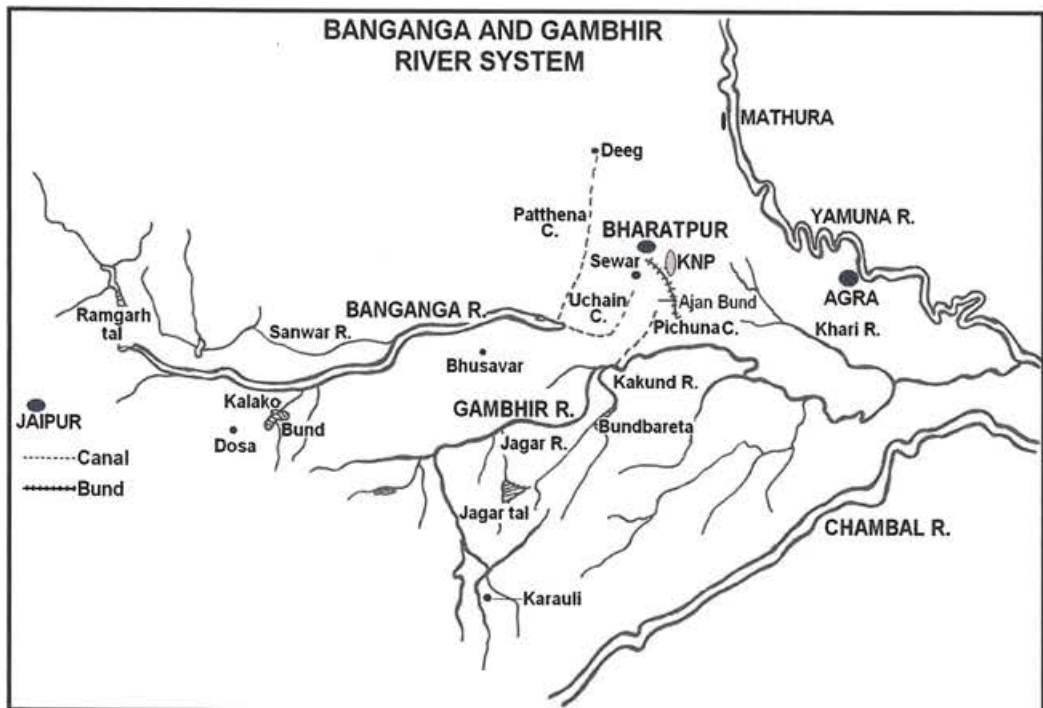 BANGANGA AND GAMBHIR
RIVER SYSTEM
MATHURA
Deeg
Patthena
C.
YAMUNA R.
BHARATPUR
Sewar
KNP
AGRA
Uchain
C.
Ajan Bund
Ramgarh
tal
BANGANGA R.
Sanwar R.
Pichuna C.
Khari R.
Bhusavar
Kakund R.
JAIPUR
Kalako
Bund
Dosa
GAMBHIR R.
Bundbareta
Jagar R.
Canal
Bund
Jagar tal
CHAMBAL R.
Karauli